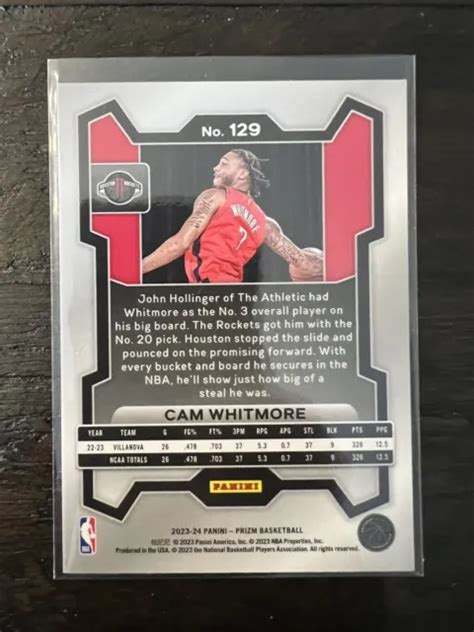 No. 129
WHITMORE
7
John Hollinger of The Athletic had
Whitmore as the No. 3 overall player on
his big board. The Rockets got him with the
No. 20 pick. Houston stopped the slide and
pounced on the promising forward. With
every bucket and board he secures in the
NBA, he'll show just how big of a
steal he was.
CAM WHITMORE
YEAR TEAM G FG% FT% 3PT RPG APG STL BLK PTS PPG
22-23 VILLANOVA 26 .478 .703 37 5.3 0.7 37 9 326 12.5
NCAA TOTALS 26 .478 .703 37 5.3 0.7 37 9 326 12.5
PANINI
2023-24 PANINI – PRIZM BASKETBALL
帕尼尼 © 2023 Panini America, Inc. © 2023 NBA Properties, Inc.
Produced in the USA. © 2023 the National Basketball Players Association. All rights reserved.
NBA